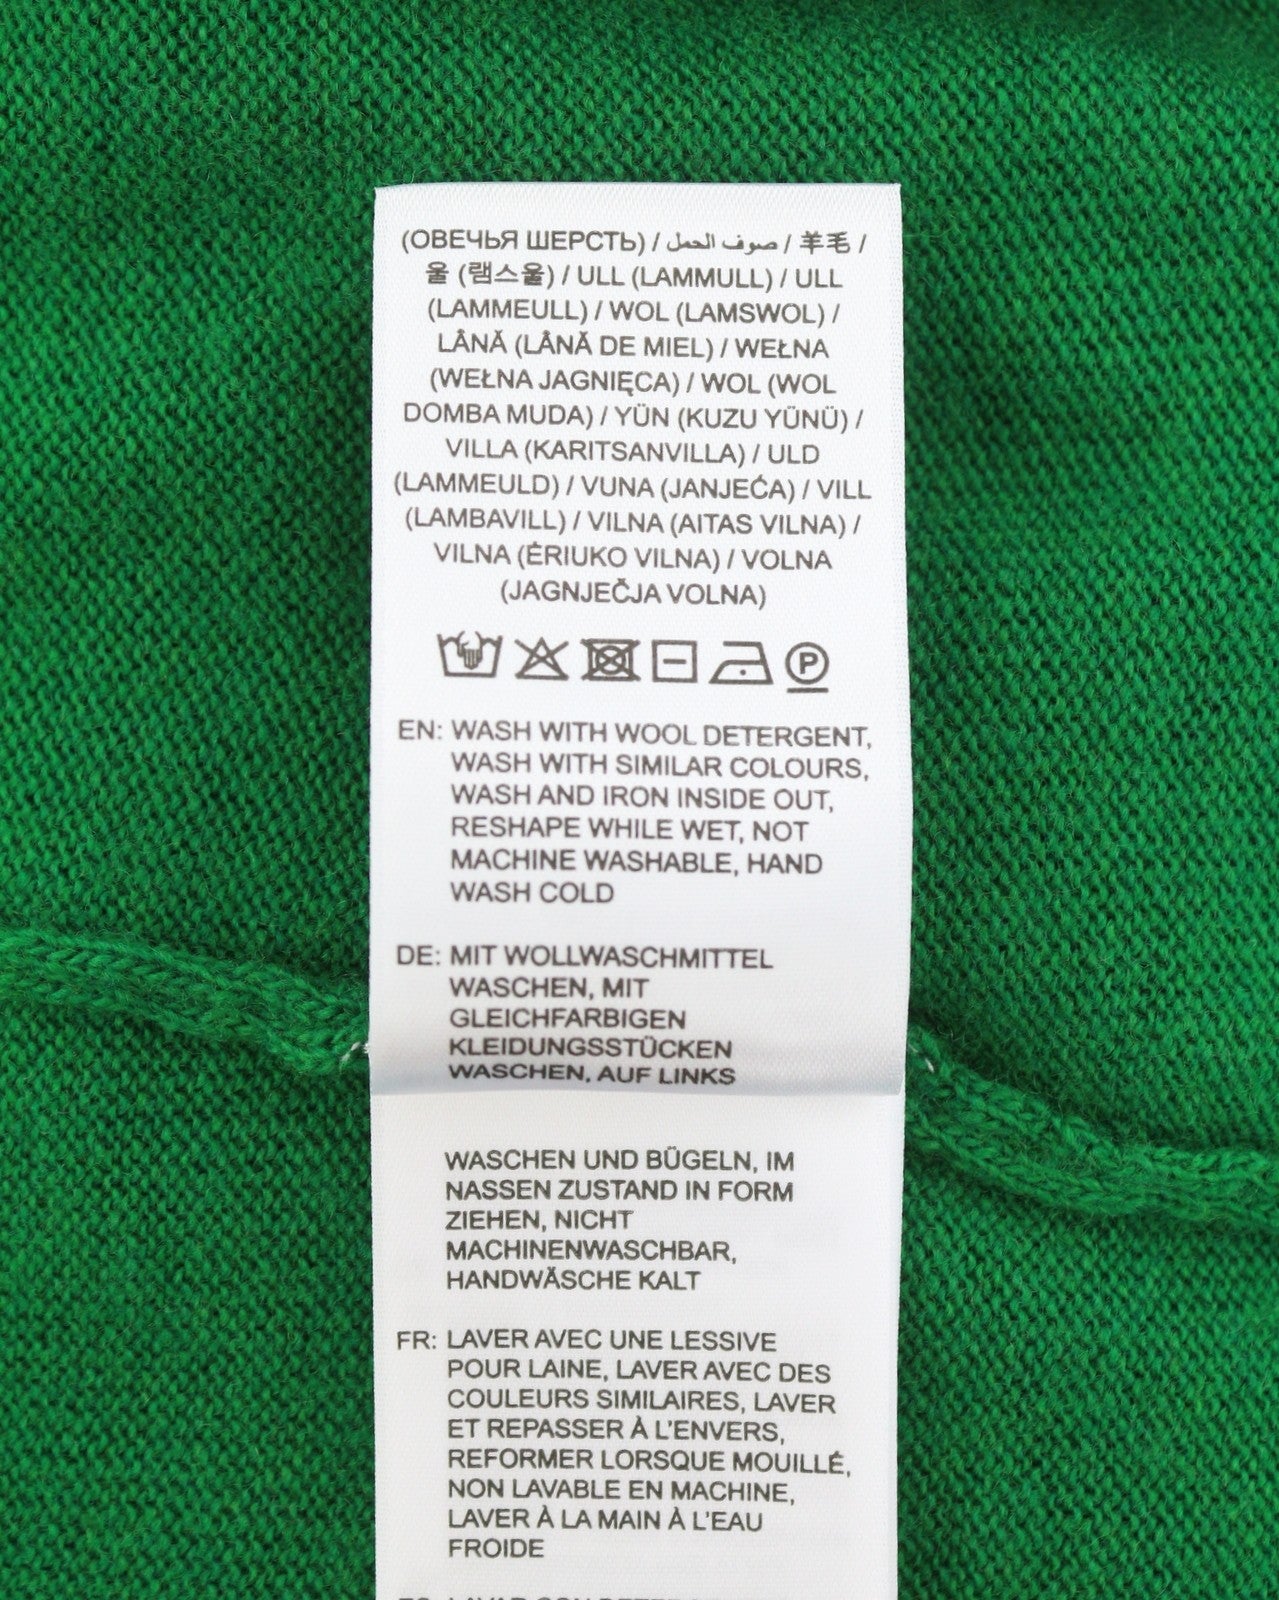 (ОВЕЧЬЯ ШЕРСТЬ) / صوف الحمل / 羊毛 /
울 (램스울) / ULL (LAMMULL) / ULL
(LAMMEULL) / WOL (LAMSWOL) /
LÂNĂ (LÂNĂ DE MIEL) / WEŁNA
(WEŁNA JAGNIĘCA) / WOL (WOL
DOMBA MUDA) / YÜN (KUZU YÜNÜ) /
VILLA (KARITSANVILLA) / ULD
(LAMMEULD) / VUNA (JANJEĆA) / VILL
(LAMBAVILL) / VILNA (AITAS VILNA) /
VILNA (ĖRIUKO VILNA) / VOLNA
(JAGNJEČJA VOLNA)
P
EN: WASH WITH WOOL DETERGENT,
WASH WITH SIMILAR COLOURS,
WASH AND IRON INSIDE OUT,
RESHAPE WHILE WET, NOT
MACHINE WASHABLE, HAND
WASH COLD
DE: MIT WOLLWASCHMITTEL
WASCHEN, MIT
GLEICHFARBIGEN
KLEIDUNGSSTÜCKEN
WASCHEN, AUF LINKS
WASCHEN UND BÜGELN, IM
NASSEN ZUSTAND IN FORM
ZIEHEN, NICHT
MACHINENWASCHBAR,
HANDWÄSCHE KALT
FR: LAVER AVEC UNE LESSIVE
POUR LAINE, LAVER AVEC DES
COULEURS SIMILAIRES, LAVER
ET REPASSER À L'ENVERS,
REFORMER LORSQUE MOUILLÉ,
NON LAVABLE EN MACHINE,
LAVER À LA MAIN À L'EAU
FROIDE